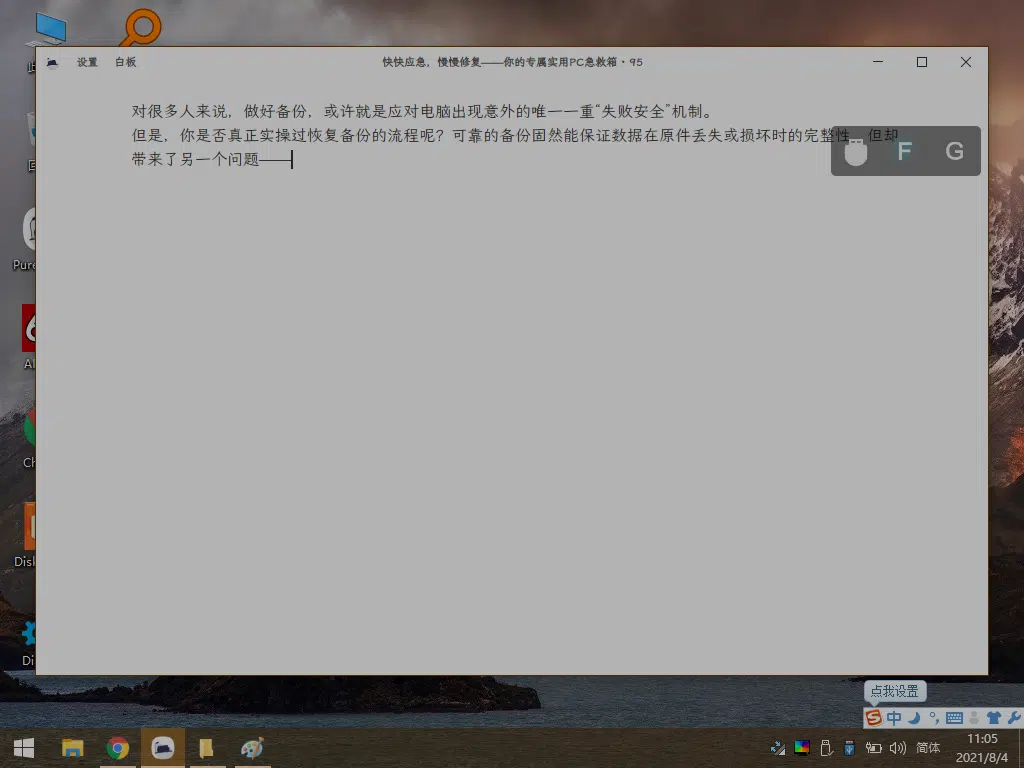 设置 白板 快快应急，慢慢修复——你的专属实用PC急救箱·95
对很多人来说，做好备份，或许就是应对电脑出现意外的唯一一重“失败安全”机制。
但是，你是否真正实操过恢复备份的流程呢？可靠的备份固然能保证数据在原件丢失或损坏时的完整性，但却
带来了另一个问题——
F G
Pure
Disk
点我设置
中
简体
11:05
2021/8/4